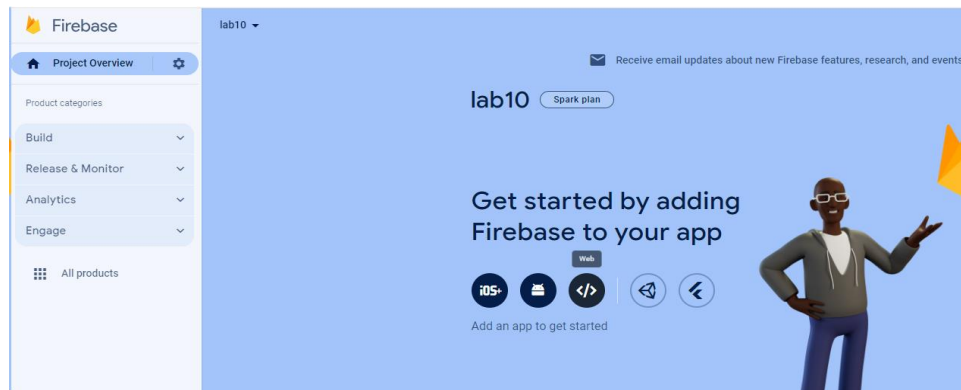 Firebase
lab10
Project Overview
Receive email updates about new Firebase features, research, and events
Product categories
lab10
Spark plan
Build
Release & Monitor
Analytics
Engage
All products
Get started by adding
Firebase to your app
Web
iOS+
</>
Add an app to get started